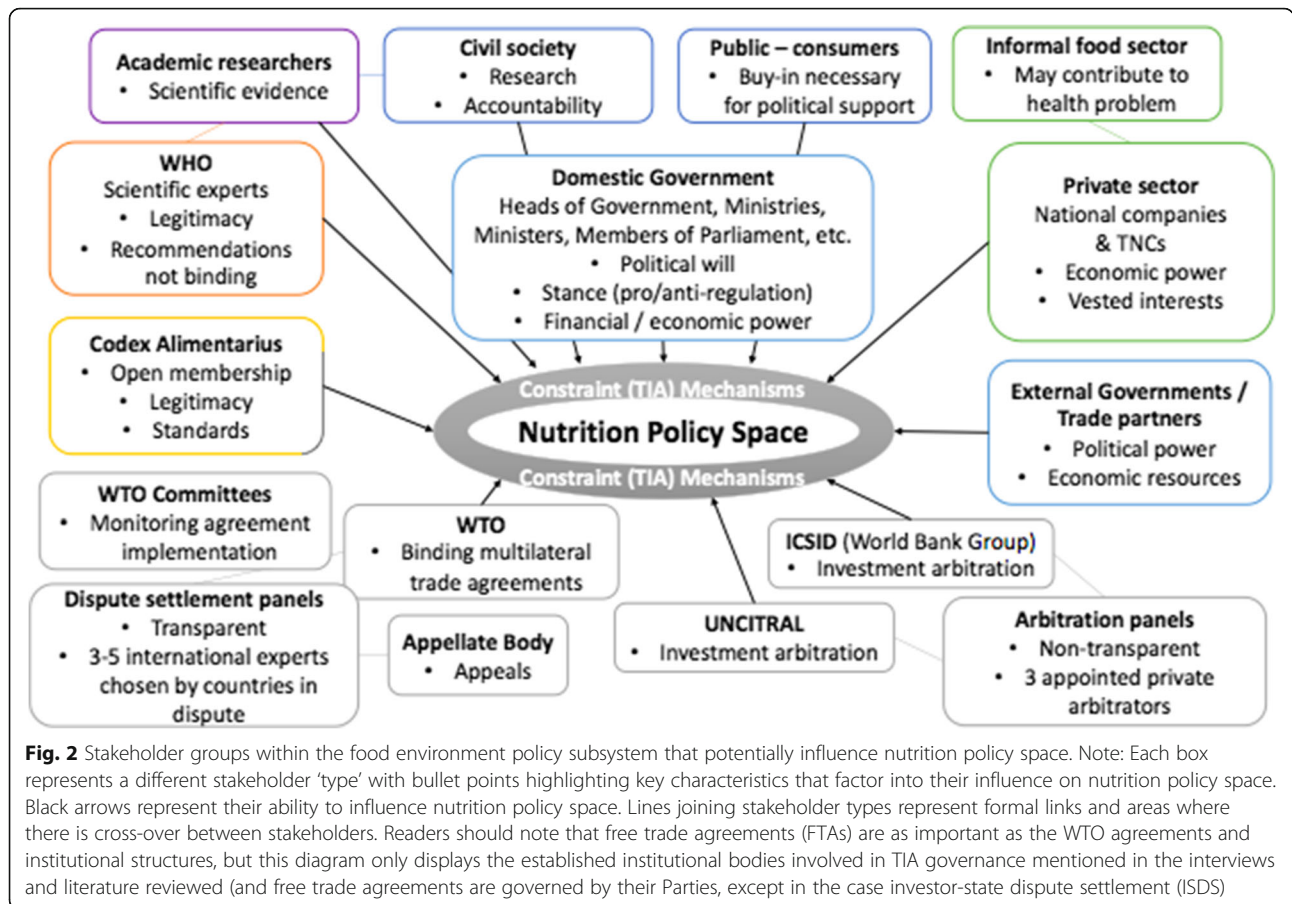 Academic researchers
• Scientific evidence
Civil society
• Research
• Accountability
Public – consumers
• Buy-in necessary
for political support
Informal food sector
• May contribute to
health problem
WHO
Scientific experts
• Legitimacy
• Recommendations
not binding
Domestic Government
Heads of Government, Ministries,
Ministers, Members of Parliament, etc.
• Political will
• Stance (pro/anti-regulation)
• Financial / economic power
Private sector
National companies
& TNCs
• Economic power
• Vested interests
Codex Alimentarius
• Open membership
• Legitimacy
• Standards
Constraint (TIA) Mechanisms
Nutrition Policy Space
Constraint (TIA) Mechanisms
External Governments /
Trade partners
• Political power
• Economic resources
WTO Committees
• Monitoring agreement
implementation
WTO
• Binding multilateral
trade agreements
ICSID (World Bank Group)
• Investment arbitration
Dispute settlement panels
• Transparent
• 3-5 international experts
chosen by countries in
dispute
Appellate Body
• Appeals
UNCITRAL
• Investment arbitration
Arbitration panels
• Non-transparent
• 3 appointed private
arbitrators
Fig. 2 Stakeholder groups within the food environment policy subsystem that potentially influence nutrition policy space. Note: Each box
represents a different stakeholder ‘type’ with bullet points highlighting key characteristics that factor into their influence on nutrition policy space.
Black arrows represent their ability to influence nutrition policy space. Lines joining stakeholder types represent formal links and areas where
there is cross-over between stakeholders. Readers should note that free trade agreements (FTAs) are as important as the WTO agreements and
institutional structures, but this diagram only displays the established institutional bodies involved in TIA governance mentioned in the interviews
and literature reviewed (and free trade agreements are governed by their Parties, except in the case investor-state dispute settlement (ISDS)